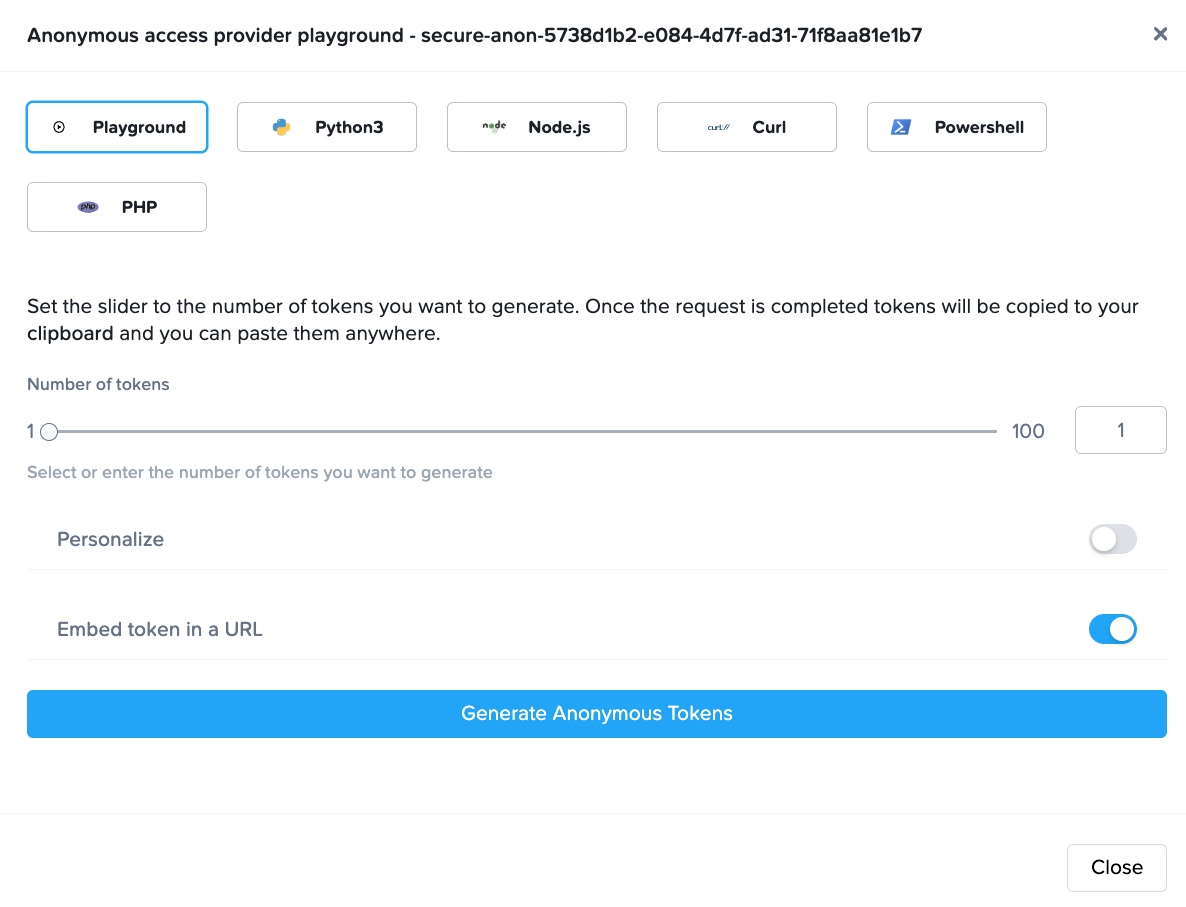 Anonymous access provider playground - secure-anon-5738d1b2-e084-4d7f-ad31-71f8aa81e1b7
Playground
Python3
node Node.js
curl:// Curl
Powershell
php PHP
Set the slider to the number of tokens you want to generate. Once the request is completed tokens will be copied to your
clipboard and you can paste them anywhere.
Number of tokens
1 100 1
Select or enter the number of tokens you want to generate
Personalize
Embed token in a URL
Generate Anonymous Tokens
Close